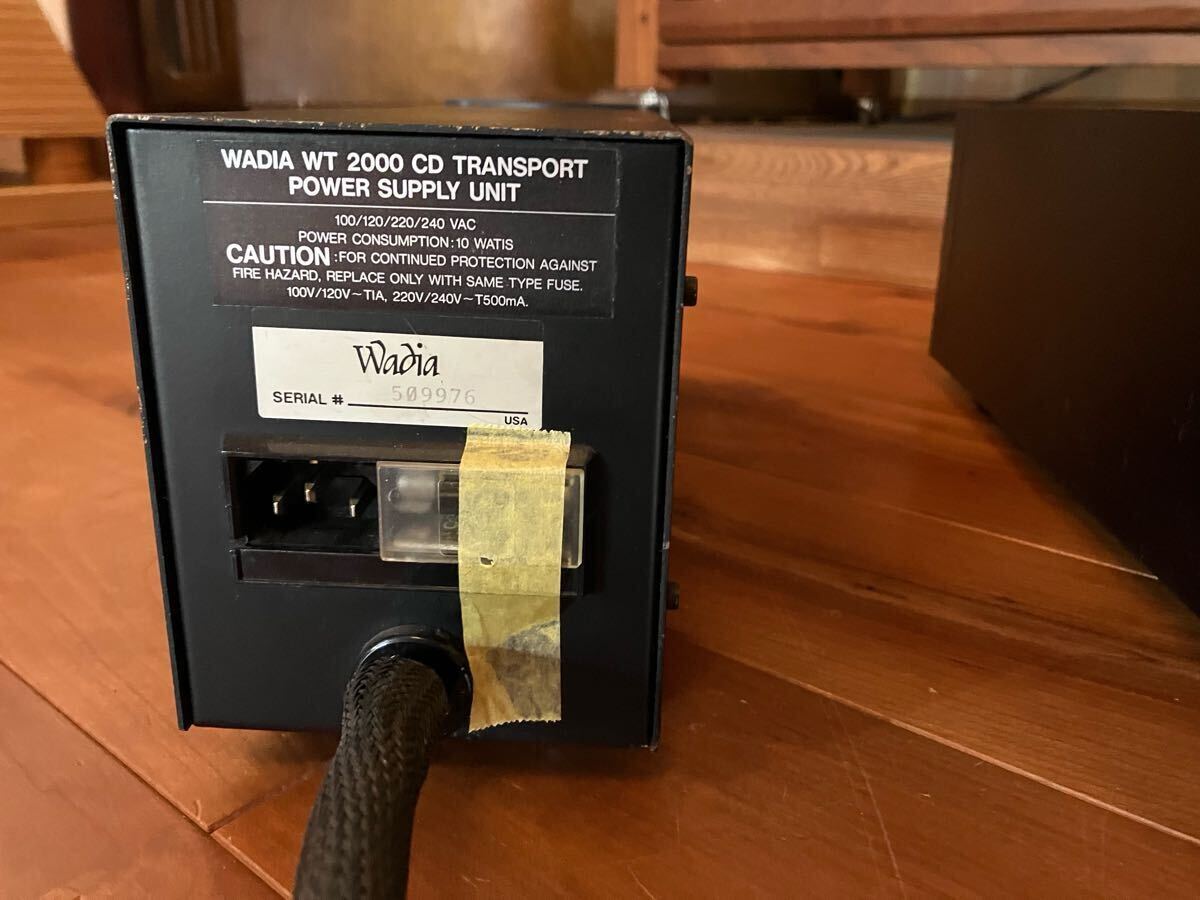 WADIA WT 2000 CD TRANSPORT
POWER SUPPLY UNIT
100/120/220/240 VAC
POWER CONSUMPTION:10 WATIS
CAUTION :FOR CONTINUED PROTECTION AGAINST
FIRE HAZARD, REPLACE ONLY WITH SAME TYPE FUSE.
100V/120V~TIA, 220V/240V~T500mA.
Wadia
SERIAL # 509976
USA